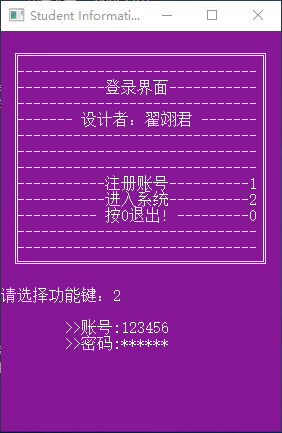 Student Informati...
---------------------------
-----------登录界面-----------
---------------------------
------- 设计者：翟翊君 -------
---------------------------
---------------------------
---------------------------
-----------注册账号----------1
-----------进入系统----------2
---------- 按0退出! ---------0
---------------------------
---------------------------
请选择功能键：2
>>账号:123456
>>密码:******